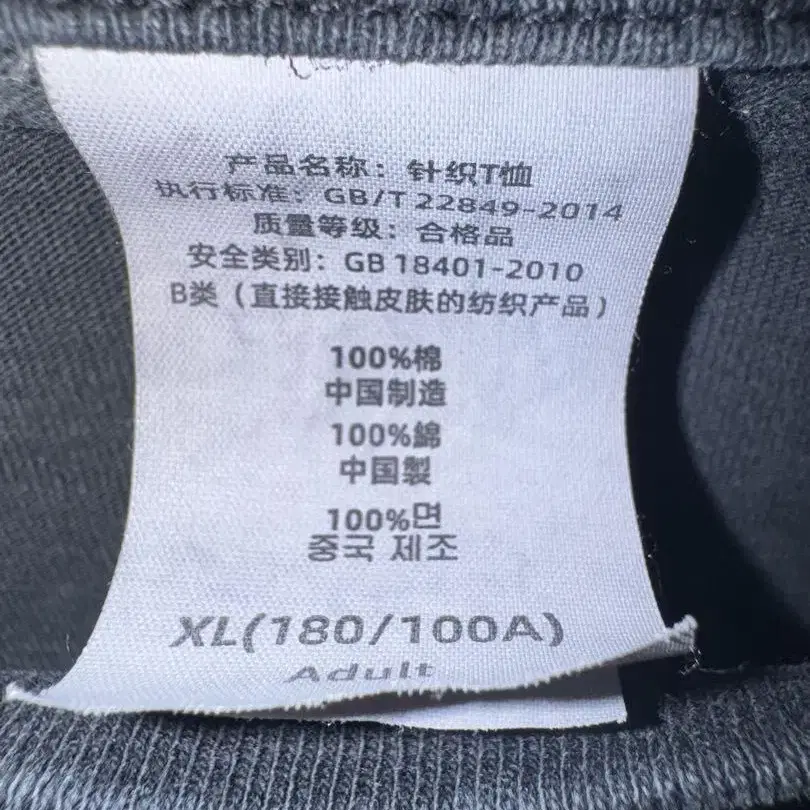 产品名称：针织T恤
执行标准：GB/T 22849-2014
质量等级：合格品
安全类别：GB 18401-2010
B类（直接接触皮肤的纺织产品）
100%棉
中国制造
100%綿
中国製
100%면
중국 제조
XL(180/100A)
Adult